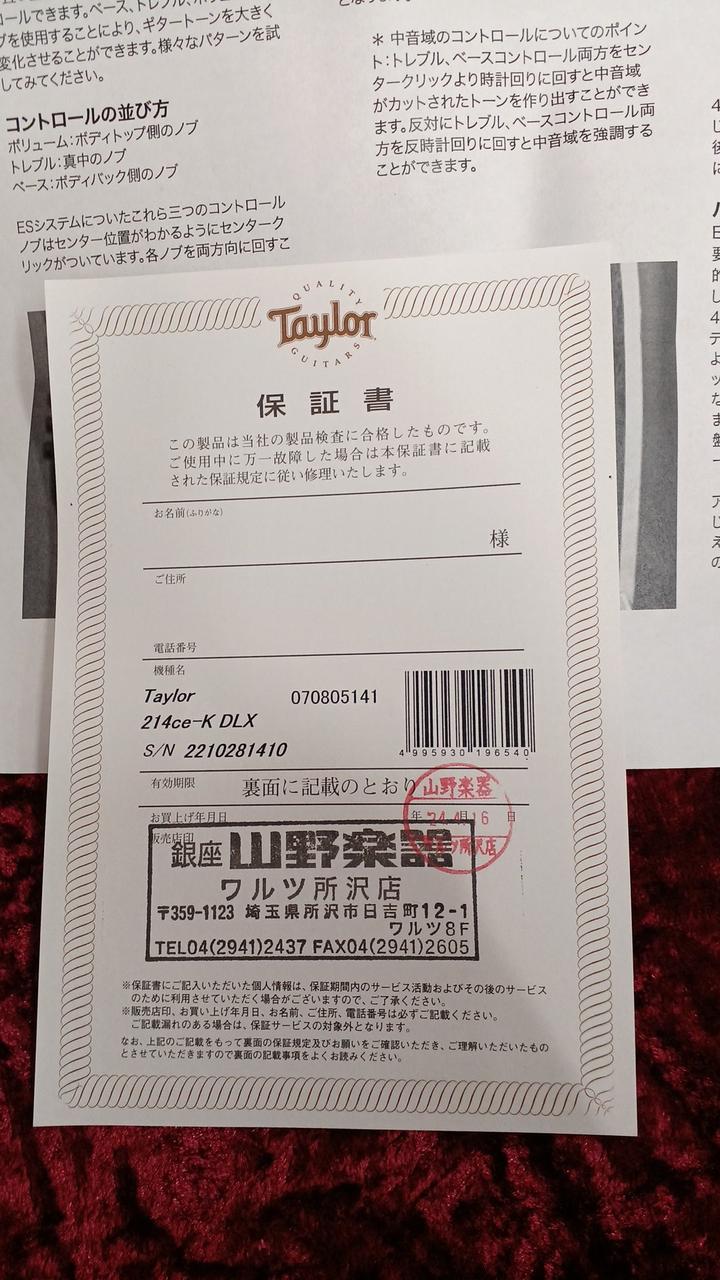 ロールできます。ベース、トレブル、
ブを使用することにより、ギタートーンを大きく
変化させることができます。様々なパターンを試
してみてください。
コントロールの並び方
ボリューム：ボディトップ側のノブ
トレブル：真中のノブ
ベース：ボディバック側のノブ
ESシステムについたこれら三つのコントロール
ノブはセンター位置がわかるようにセンターク
リックがついています。各ノブを両方向に回すこ
＊ 中音域のコントロールについてのポイン
ト：トレブル、ベースコントロール両方をセン
タークリックより時計回りに回すと中音域
がカットされたトーンを作り出すことができ
ます。反対にトレブル、ベースコントロール両
方を反時計回りに回すと中音域を強調する
ことができます。
QUALITY
Taylor
GUITARS
保証書
この製品は当社の製品検査に合格したものです。
ご使用中に万一故障した場合は本保証書に記載
された保証規定に従い修理いたします。
お名前(ふりがな)
様
ご住所
電話番号
機種名
Taylor 070805141
214ce-K DLX
S/N 2210281410
4 995930 196540
有効期限 裏面に記載のとおり
山野楽器
お買上げ年月日 年 月 日
'24.4.16
ワルツ所沢店
販売店印
銀座 山野楽器
ワルツ所沢店
〒359-1123 埼玉県所沢市日吉町12-1
ワルツ8F
TEL04(2941)2437 FAX04(2941)2605
※保証書にご記入いただいた個人情報は、保証期間内のサービス活動およびその後のサービス
のために利用させていただく場合がございますので、ご了承ください。
※販売店印、お買い上げ年月日、お名前、ご住所、電話番号は必ずご記載ください。
ご記載漏れのある場合は、保証サービスの対象外となります。
なお、上記のご記載をもって裏面の保証規定及びお願いをご確認いただき、ご理解いただいたもの
とさせていただきますので裏面の記載事項をよくお読みください。